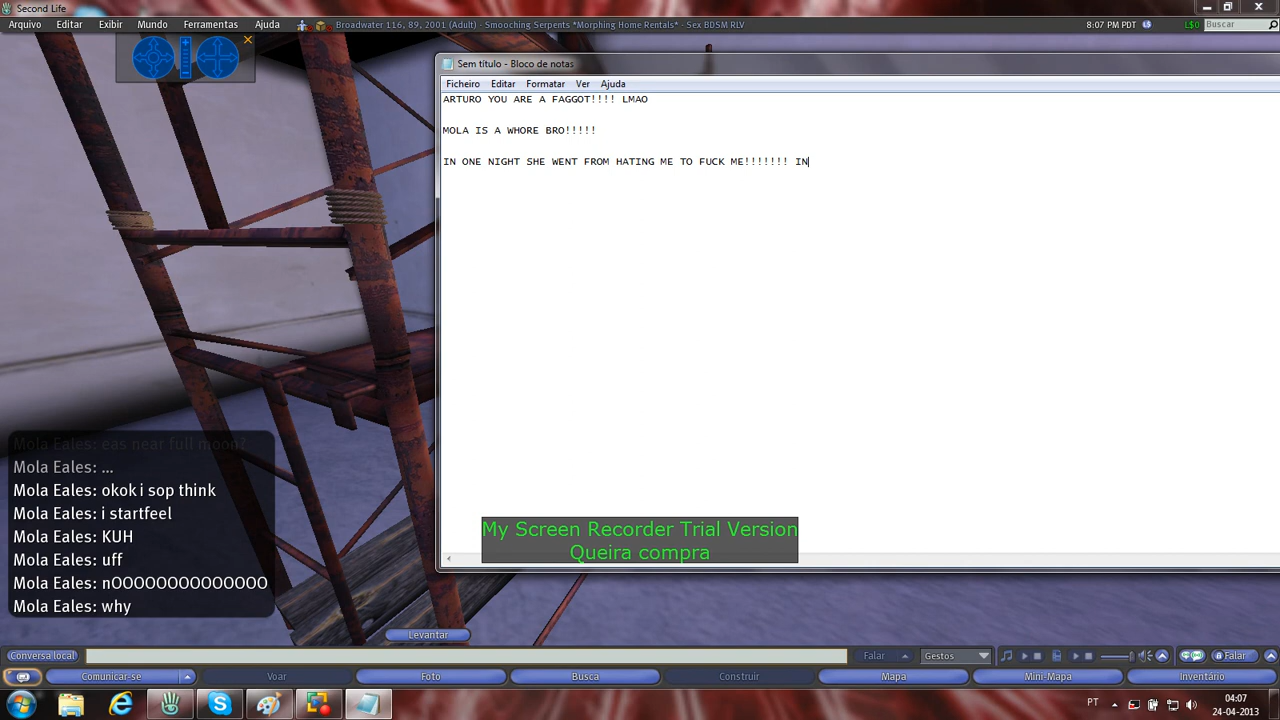 Second Life
Arquivo Editar Exibir Mundo Ferramentas Ajuda Broadwater 116, 89, 2001 (Adult) - Smooching Serpents *Morphing Home Rentals* - Sex BDSM RLV 8:07 PM PDT L$0 Buscar
Sem título - Bloco de notas
Ficheiro Editar Formatar Ver Ajuda
ARTURO YOU ARE A FAGGOT!!!! LMAO
MOLA IS A WHORE BRO!!!!!
IN ONE NIGHT SHE WENT FROM HATING ME TO FUCK ME!!!!!!! IN
Mola Eales: eas near full moon?
Mola Eales: ...
Mola Eales: okok i sop think
Mola Eales: i startfeel
Mola Eales: KUH
Mola Eales: uff
Mola Eales: nOOOOOOOOOOOOOO
Mola Eales: why
My Screen Recorder Trial Version
Queira compra
Levantar
Conversa local Falar Gestos Falar
Comunicar-se Voar Foto Busca Construir Mapa Mini-Mapa Inventário
PT 04:07
24-04-2013